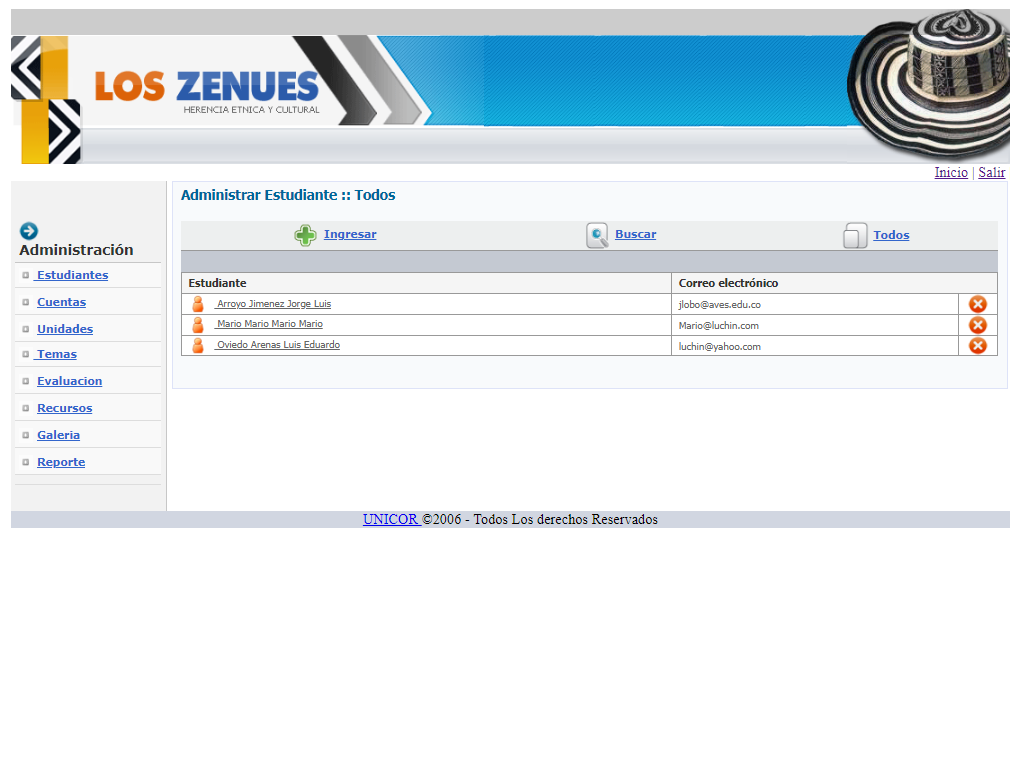 LOS ZENUES
HERENCIA ETNICA Y CULTURAL
Inicio | Salir
Administrar Estudiante :: Todos
Ingresar Buscar Todos
Estudiante Correo electrónico
Arroyo Jimenez Jorge Luis jlobo@aves.edu.co
Mario Mario Mario Mario Mario@luchin.com
Oviedo Arenas Luis Eduardo luchin@yahoo.com
Administración
Estudiantes
Cuentas
Unidades
Temas
Evaluacion
Recursos
Galeria
Reporte
UNICOR ©2006 - Todos Los derechos Reservados